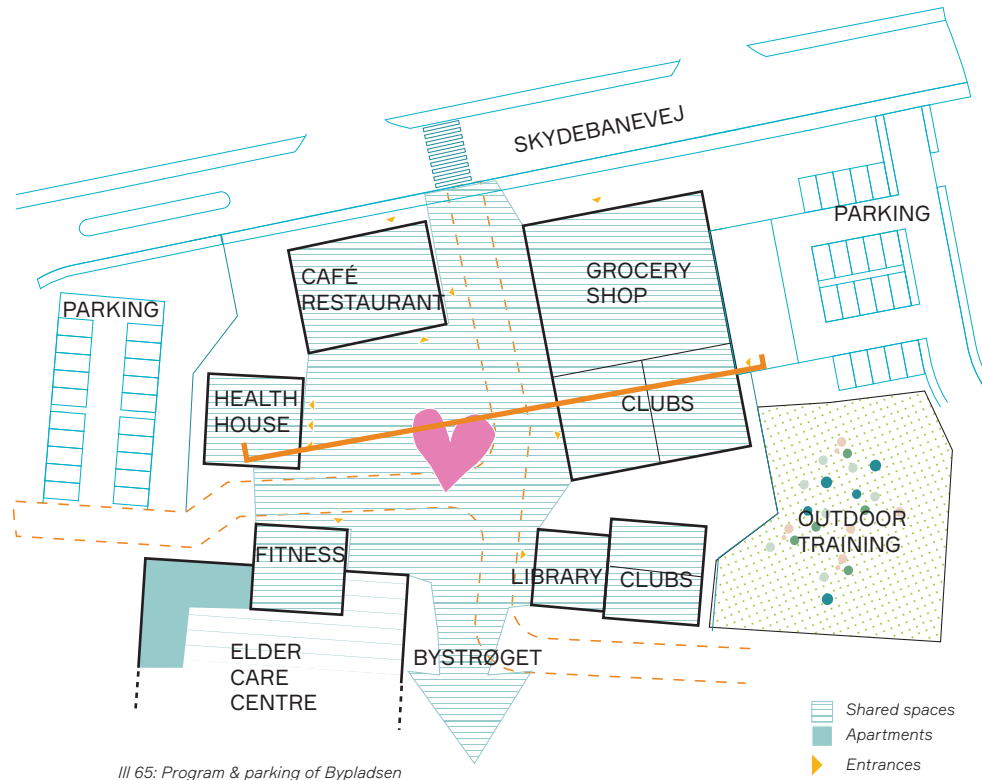 SKYDEBANEVEJ
PARKING
CAFÉ
RESTAURANT
GROCERY
SHOP
PARKING
HEALTH
HOUSE
CLUBS
OUTDOOR
TRAINING
FITNESS
LIBRARY
CLUBS
ELDER
CARE
CENTRE
BYSTRØGET
Shared spaces
Apartments
Entrances
Ill 65: Program & parking of Bypladsen